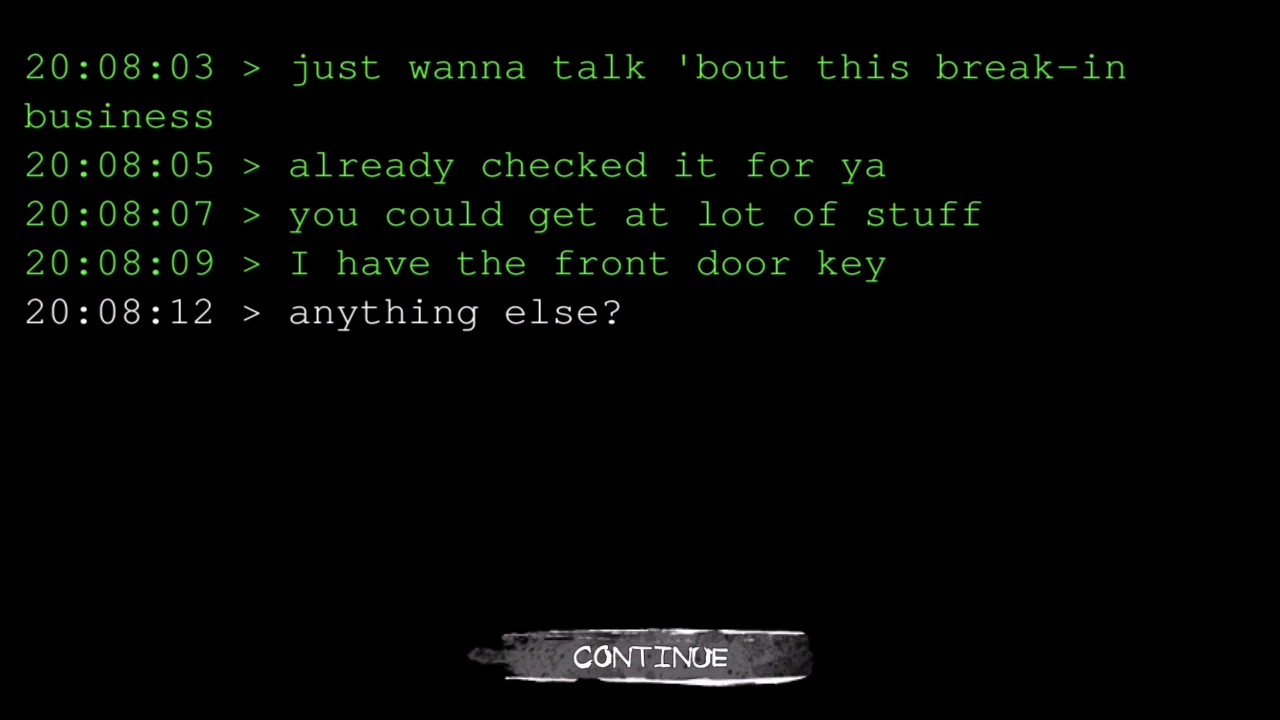 20:08:03 > just wanna talk 'bout this break-in
business
20:08:05 > already checked it for ya
20:08:07 > you could get at lot of stuff
20:08:09 > I have the front door key
20:08:12 > anything else?
CONTINUE